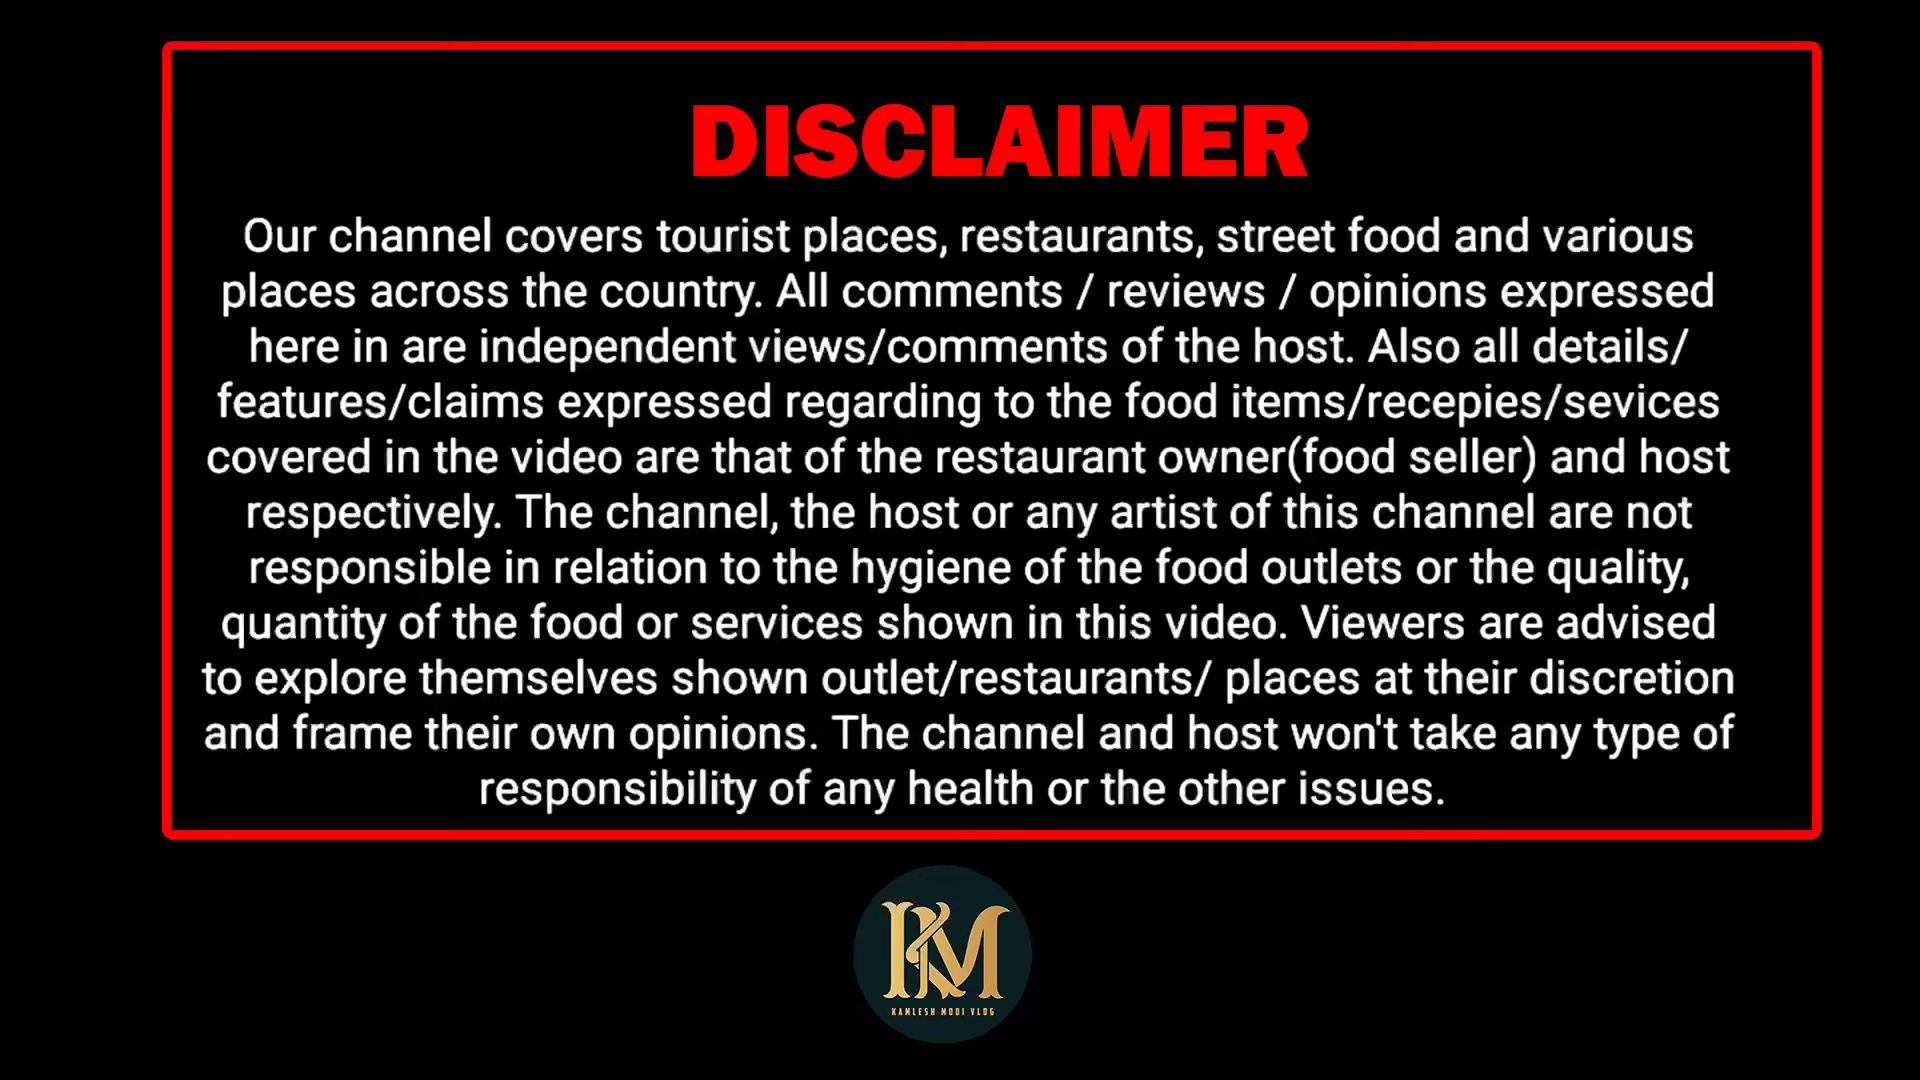 DISCLAIMER
Our channel covers tourist places, restaurants, street food and various
places across the country. All comments / reviews / opinions expressed
here in are independent views/comments of the host. Also all details/
features/claims expressed regarding to the food items/recepies/sevices
covered in the video are that of the restaurant owner(food seller) and host
respectively. The channel, the host or any artist of this channel are not
responsible in relation to the hygiene of the food outlets or the quality,
quantity of the food or services shown in this video. Viewers are advised
to explore themselves shown outlet/restaurants/ places at their discretion
and frame their own opinions. The channel and host won't take any type of
responsibility of any health or the other issues.
KM
KAMLESH MODI VLOG